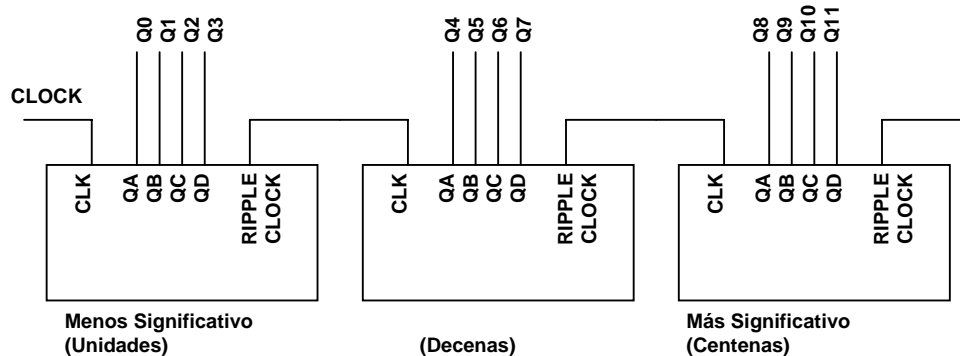 Q0
Q1
Q2
Q3
Q4
Q5
Q6
Q7
Q8
Q9
Q10
Q11
CLOCK
CLK
QA
QB
QC
QD
RIPPLE
CLOCK
CLK
QA
QB
QC
QD
RIPPLE
CLOCK
CLK
QA
QB
QC
QD
RIPPLE
CLOCK
Menos Significativo
(Unidades)
(Decenas)
Más Significativo
(Centenas)